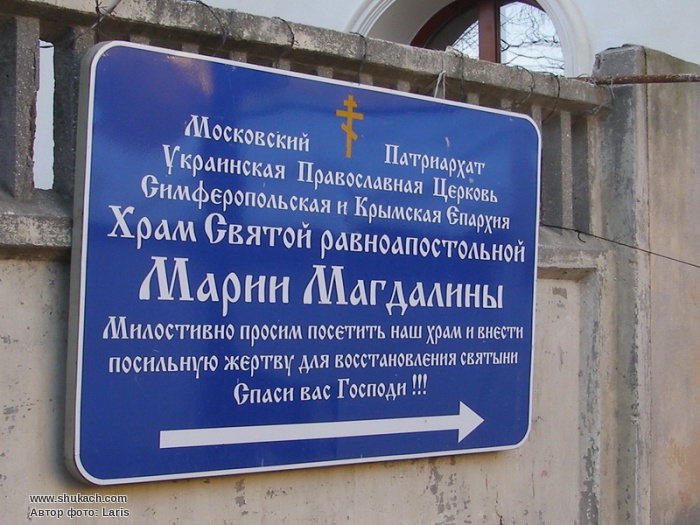 Московский Патриархат
Украинская Православная Церковь
Симферопольская и Крымская Епархия
Храм Святой равноапостольной
Марии Магдалины
Милостивно просим посетить наш храм и внести
посильную жертву для восстановления святыни
Спаси вас Господи !!!
www.shukach.com
Автор фото: Laris